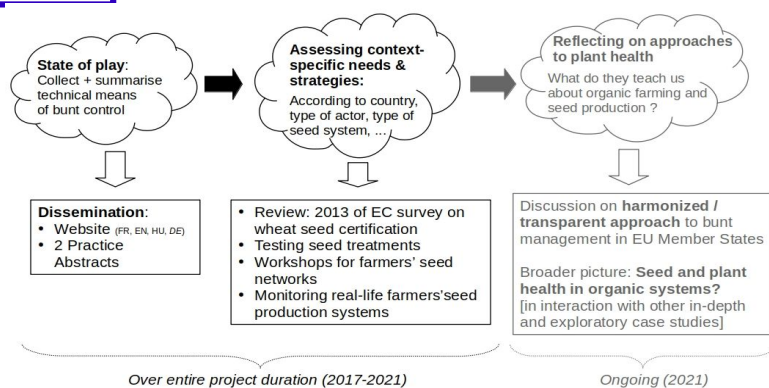 State of play:
Collect + summarise
technical means
of bunt control
Assessing context-
specific needs &
strategies:
According to country,
type of actor, type of
seed system, ...
Reflecting on approaches
to plant health
What do they teach us
about organic farming and
seed production ?
Dissemination:
• Website (FR, EN, HU, DE)
• 2 Practice
Abstracts
• Review: 2013 of EC survey on
wheat seed certification
• Testing seed treatments
• Workshops for farmers' seed
networks
• Monitoring real-life farmers'seed
production systems
Discussion on harmonized /
transparent approach to bunt
management in EU Member States
Broader picture: Seed and plant
health in organic systems?
[in interaction with other in-depth
and exploratory case studies]
Over entire project duration (2017-2021)
Ongoing (2021)